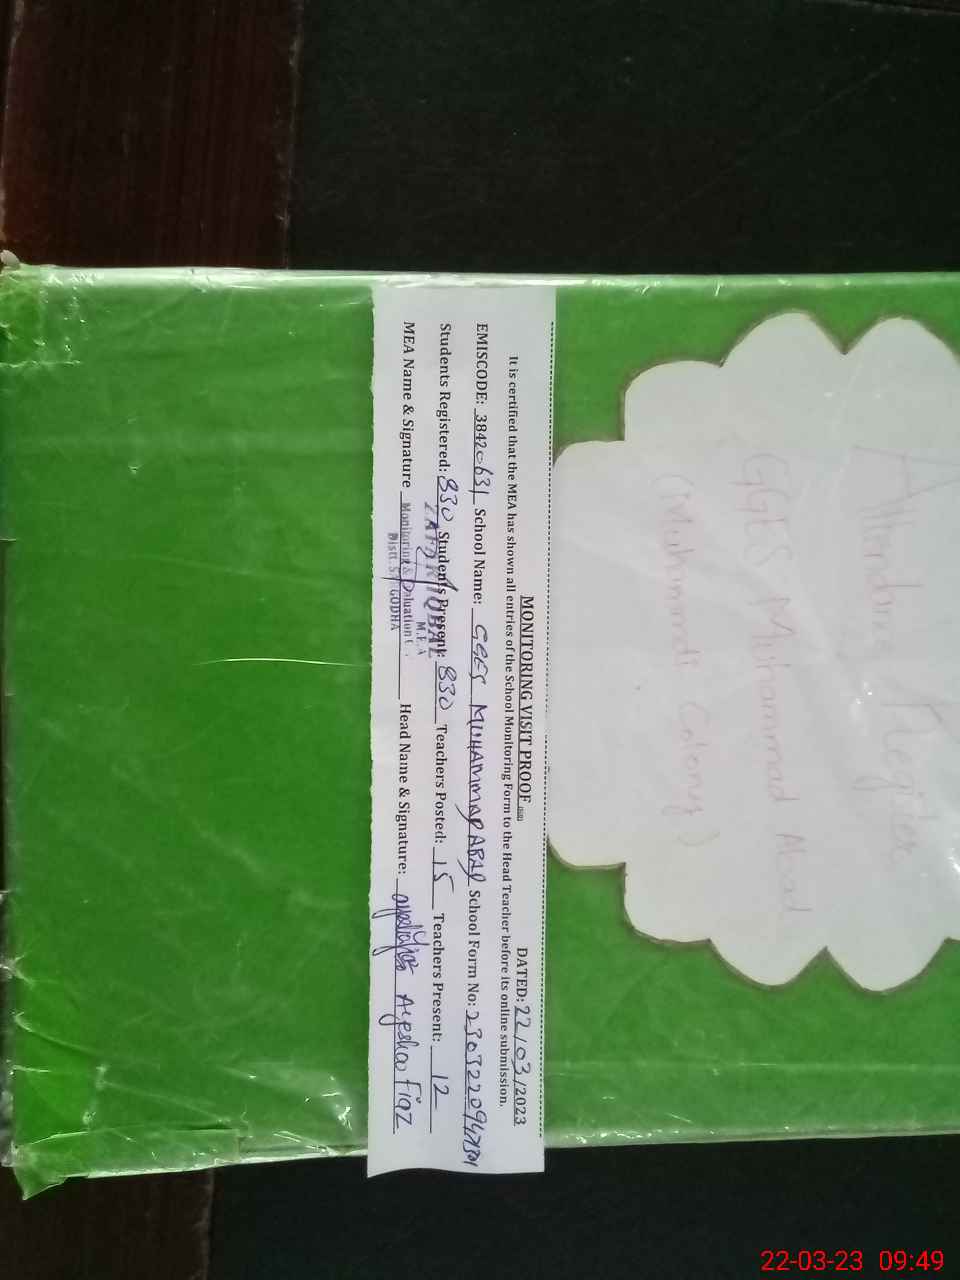 Attendance Register
GGES Muhammad Abad
(Muhammadi Colony)
MONITORING VISIT PROOF
DATED: 22/03/2023
It is certified that the MEA has shown all entries of the School Monitoring Form to the Head Teacher before its online submission.
EMISCODE: 38420631 School Name: GGES MUHAMMAD ABAD School Form No:
Students Registered: 830 Students Present: 830 Teachers Posted: 15 Teachers Present: 12
MEA Name & Signature Head Name & Signature: Ayesha Fiaz
ZAFAR IQBAL
M.E.A
Monitoring & Evaluation
Distt. SARGODHA
22-03-23 09:49